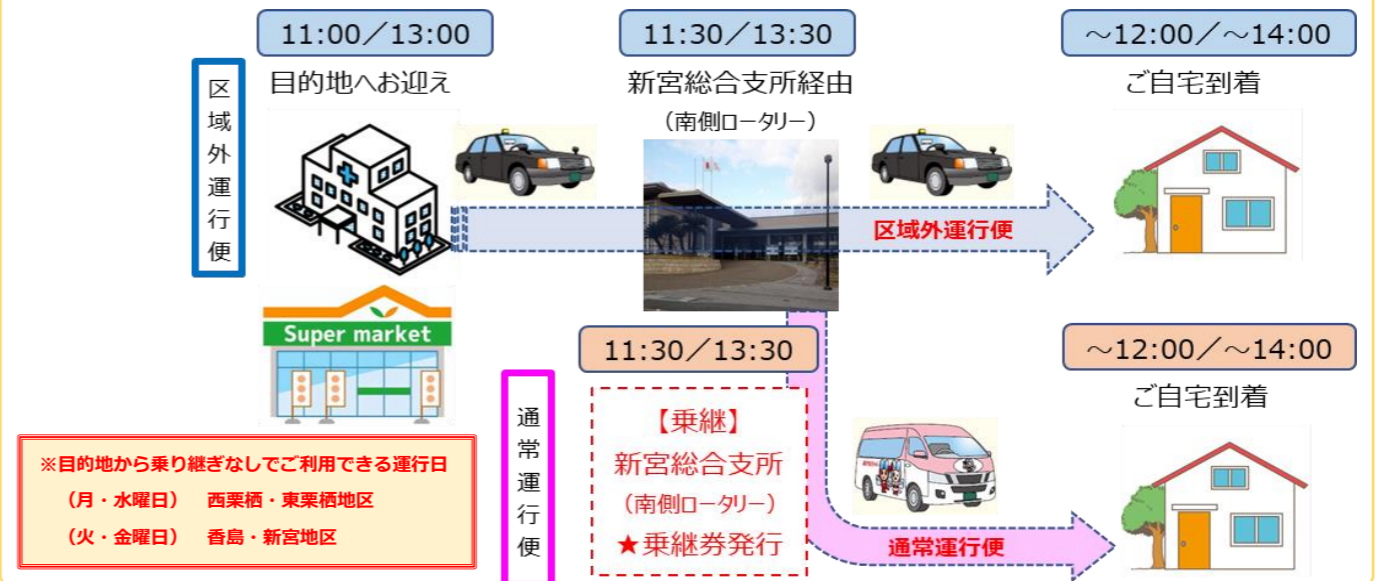 11:00／13:00
11:30／13:30
～12:00／～14:00
区域外運行便
目的地へお迎え
新宮総合支所経由
（南側ロータリー）
ご自宅到着
区域外運行便
Super market
11:30／13:30
～12:00／～14:00
ご自宅到着
通常運行便
【乗継】
新宮総合支所
（南側ロータリー）
★乗継券発行
通常運行便
※目的地から乗り継ぎなしでご利用できる運行日
（月・水曜日）　西栗栖・東栗栖地区
（火・金曜日）　香島・新宮地区